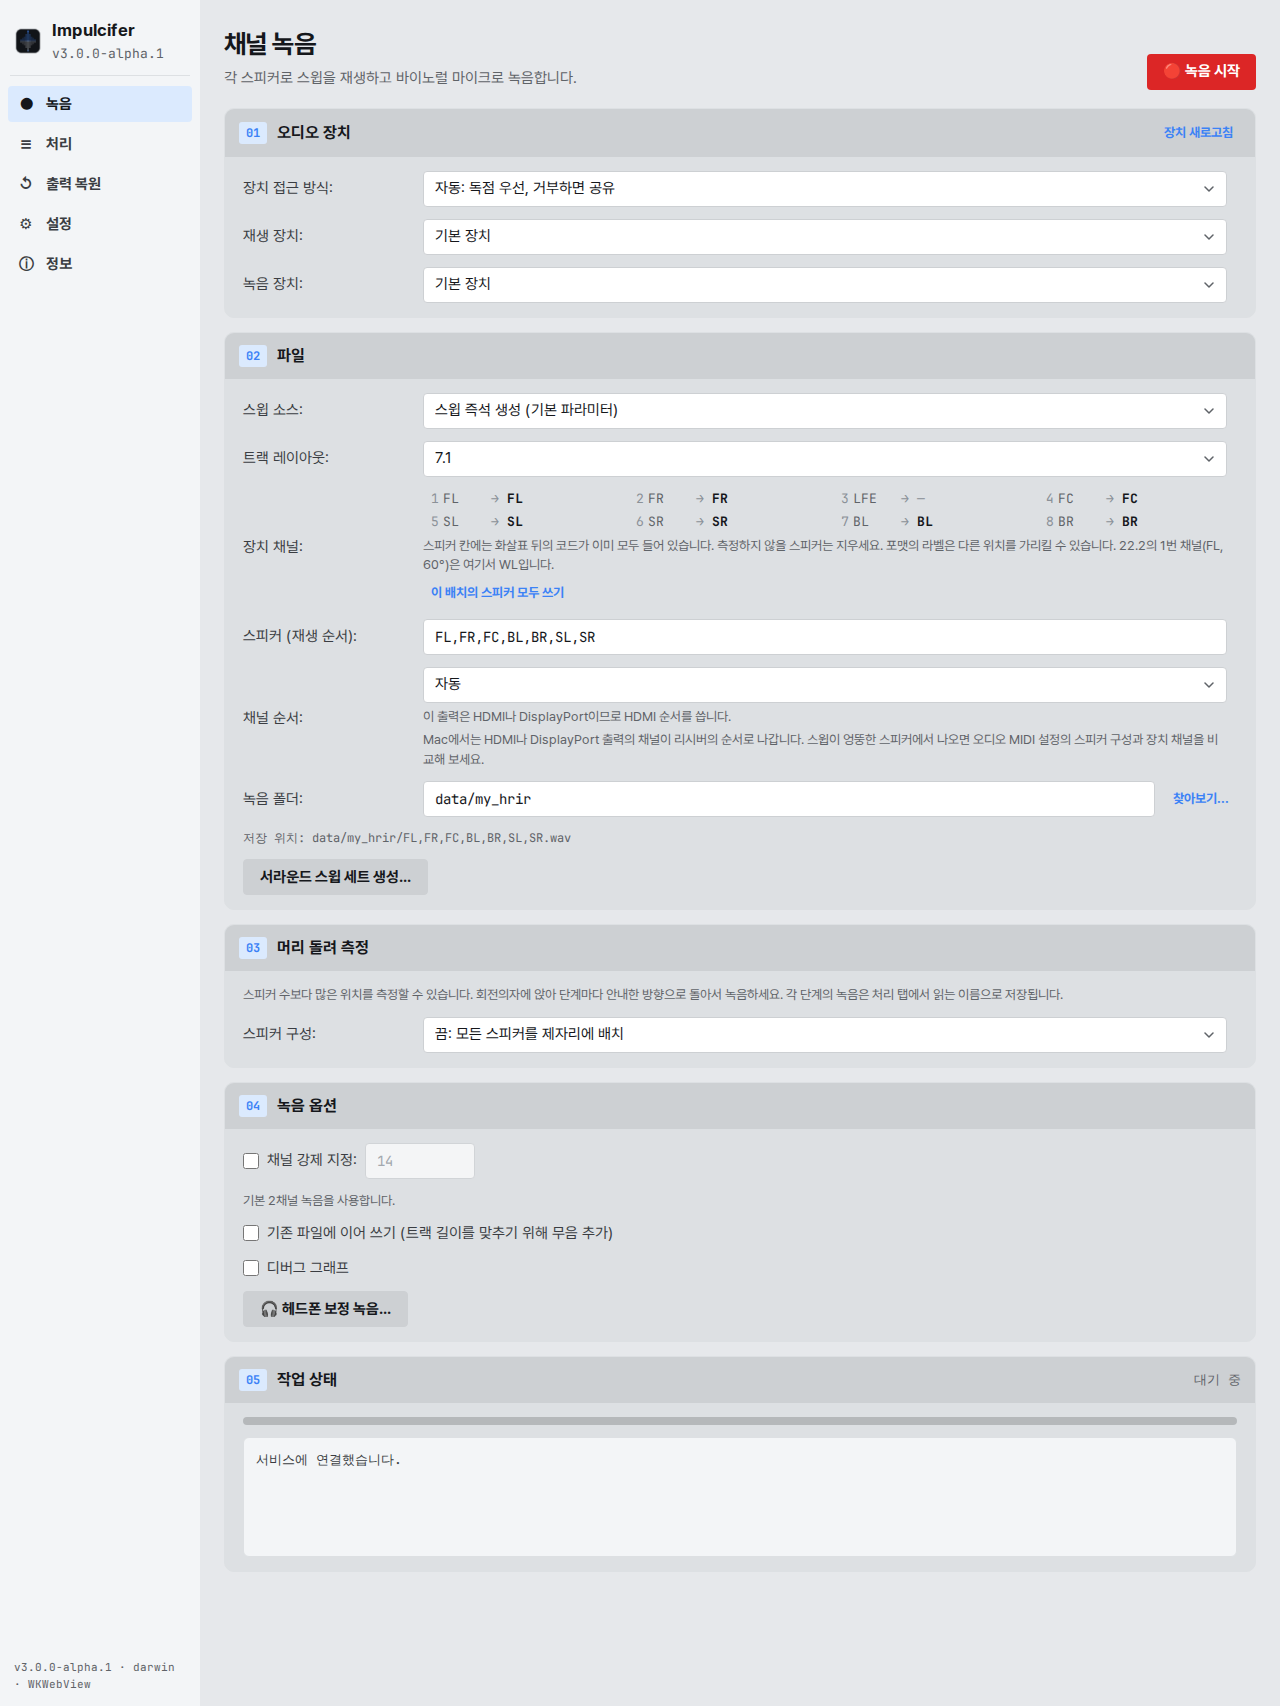 Impulcifer
v3.0.0-alpha.1
녹음
처리
출력 복원
설정
정보
v3.0.0-alpha.1 · darwin
· WKWebView
채널 녹음
각 스피커로 스윕을 재생하고 바이노럴 마이크로 녹음합니다.
녹음 시작
01 오디오 장치
장치 새로고침
장치 접근 방식: 자동: 독점 우선, 거부하면 공유
재생 장치: 기본 장치
녹음 장치: 기본 장치
02 파일
스윕 소스: 스윕 즉석 생성 (기본 파라미터)
트랙 레이아웃: 7.1
1 FL → FL 2 FR → FR 3 LFE → — 4 FC → FC
5 SL → SL 6 SR → SR 7 BL → BL 8 BR → BR
장치 채널:
스피커 칸에는 화살표 뒤의 코드가 이미 모두 들어 있습니다. 측정하지 않을 스피커는 지우세요. 포맷의 라벨은 다른 위치를 가리킬 수 있습니다. 22.2의 1번 채널(FL,
60°)은 여기서 WL입니다.
이 배치의 스피커 모두 쓰기
스피커 (재생 순서): FL,FR,FC,BL,BR,SL,SR
채널 순서: 자동
이 출력은 HDMI나 DisplayPort이므로 HDMI 순서를 씁니다.
Mac에서는 HDMI나 DisplayPort 출력의 채널이 리시버의 순서로 나갑니다. 스윕이 엉뚱한 스피커에서 나오면 오디오 MIDI 설정의 스피커 구성과 장치 채널을 비
교해 보세요.
녹음 폴더: data/my_hrir 찾아보기...
저장 위치: data/my_hrir/FL,FR,FC,BL,BR,SL,SR.wav
서라운드 스윕 세트 생성...
03 머리 돌려 측정
스피커 수보다 많은 위치를 측정할 수 있습니다. 회전의자에 앉아 단계마다 안내한 방향으로 돌아서 녹음하세요. 각 단계의 녹음은 처리 탭에서 읽는 이름으로 저장됩니다.
스피커 구성: 끔: 모든 스피커를 제자리에 배치
04 녹음 옵션
채널 강제 지정: 14
기본 2채널 녹음을 사용합니다.
기존 파일에 이어 쓰기 (트랙 길이를 맞추기 위해 무음 추가)
디버그 그래프
헤드폰 보정 녹음...
05 작업 상태
대기 중
서비스에 연결했습니다.